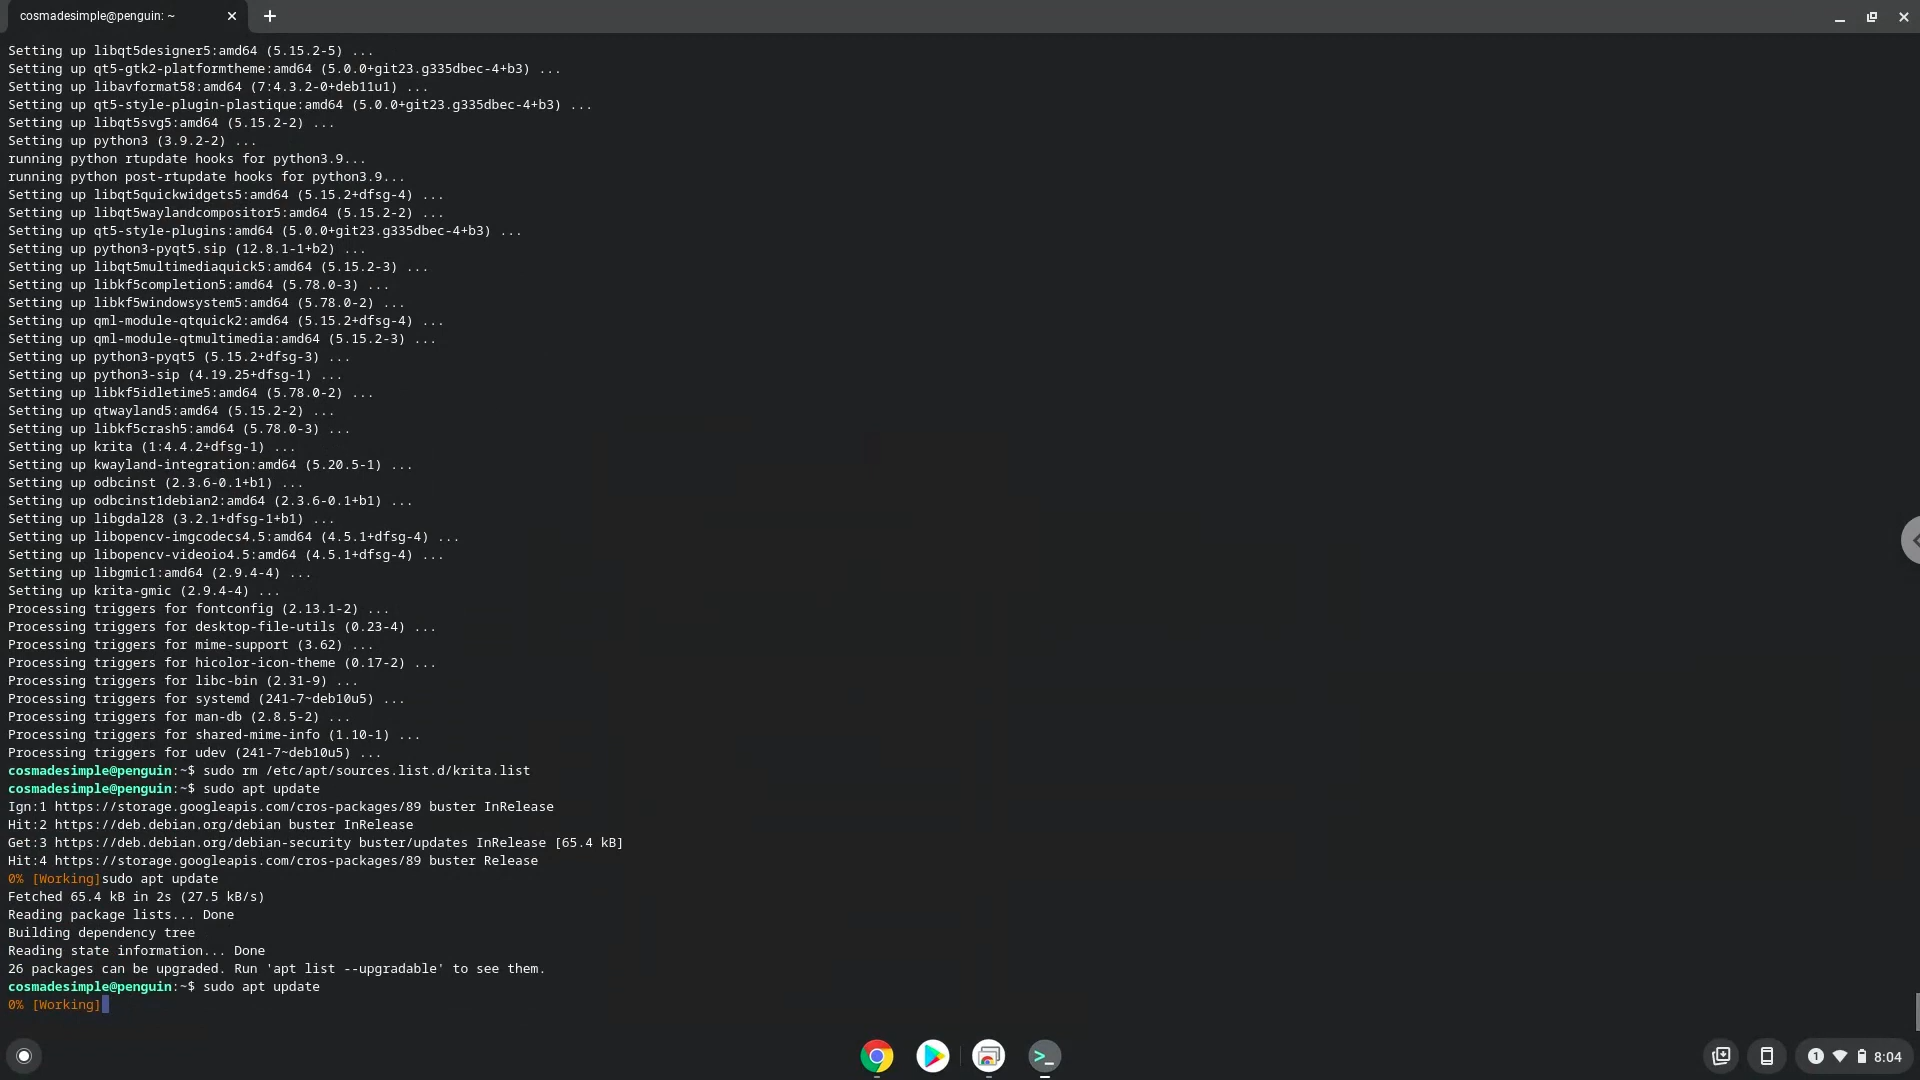 cosmadesimple@penguin: ~
Setting up libqt5designer5:amd64 (5.15.2-5) ...
Setting up qt5-gtk2-platformtheme:amd64 (5.0.0+git23.g335dbec-4+b3) ...
Setting up libavformat58:amd64 (7:4.3.2-0+deb11u1) ...
Setting up qt5-style-plugin-plastique:amd64 (5.0.0+git23.g335dbec-4+b3) ...
Setting up libqt5svg5:amd64 (5.15.2-2) ...
Setting up python3 (3.9.2-2) ...
running python rtupdate hooks for python3.9...
running python post-rtupdate hooks for python3.9...
Setting up libqt5quickwidgets5:amd64 (5.15.2+dfsg-4) ...
Setting up libqt5waylandcompositor5:amd64 (5.15.2-2) ...
Setting up qt5-style-plugins:amd64 (5.0.0+git23.g335dbec-4+b3) ...
Setting up python3-pyqt5.sip (12.8.1-1+b2) ...
Setting up libqt5multimediaquick5:amd64 (5.15.2-3) ...
Setting up libkf5completion5:amd64 (5.78.0-3) ...
Setting up libkf5windowsystem5:amd64 (5.78.0-2) ...
Setting up qml-module-qtquick2:amd64 (5.15.2+dfsg-4) ...
Setting up qml-module-qtmultimedia:amd64 (5.15.2-3) ...
Setting up python3-pyqt5 (5.15.2+dfsg-3) ...
Setting up python3-sip (4.19.25+dfsg-1) ...
Setting up libkf5idletime5:amd64 (5.78.0-2) ...
Setting up qtwayland5:amd64 (5.15.2-2) ...
Setting up libkf5crash5:amd64 (5.78.0-3) ...
Setting up krita (1:4.4.2+dfsg-1) ...
Setting up kwayland-integration:amd64 (5.20.5-1) ...
Setting up odbcinst (2.3.6-0.1+b1) ...
Setting up odbcinst1debian2:amd64 (2.3.6-0.1+b1) ...
Setting up libgdal28 (3.2.1+dfsg-1+b1) ...
Setting up libopencv-imgcodecs4.5:amd64 (4.5.1+dfsg-4) ...
Setting up libopencv-videoio4.5:amd64 (4.5.1+dfsg-4) ...
Setting up libgmic1:amd64 (2.9.4-4) ...
Setting up krita-gmic (2.9.4-4) ...
Processing triggers for fontconfig (2.13.1-2) ...
Processing triggers for desktop-file-utils (0.23-4) ...
Processing triggers for mime-support (3.62) ...
Processing triggers for hicolor-icon-theme (0.17-2) ...
Processing triggers for libc-bin (2.31-9) ...
Processing triggers for systemd (241-7~deb10u5) ...
Processing triggers for man-db (2.8.5-2) ...
Processing triggers for shared-mime-info (1.10-1) ...
Processing triggers for udev (241-7~deb10u5) ...
cosmadesimple@penguin:~$ sudo rm /etc/apt/sources.list.d/krita.list
cosmadesimple@penguin:~$ sudo apt update
Ign:1 https://storage.googleapis.com/cros-packages/89 buster InRelease
Hit:2 https://deb.debian.org/debian buster InRelease
Get:3 https://deb.debian.org/debian-security buster/updates InRelease [65.4 kB]
Hit:4 https://storage.googleapis.com/cros-packages/89 buster Release
0% [Working]sudo apt update
Fetched 65.4 kB in 2s (27.5 kB/s)
Reading package lists... Done
Building dependency tree
Reading state information... Done
26 packages can be upgraded. Run 'apt list --upgradable' to see them.
cosmadesimple@penguin:~$ sudo apt update
0% [Working]
1 8:04